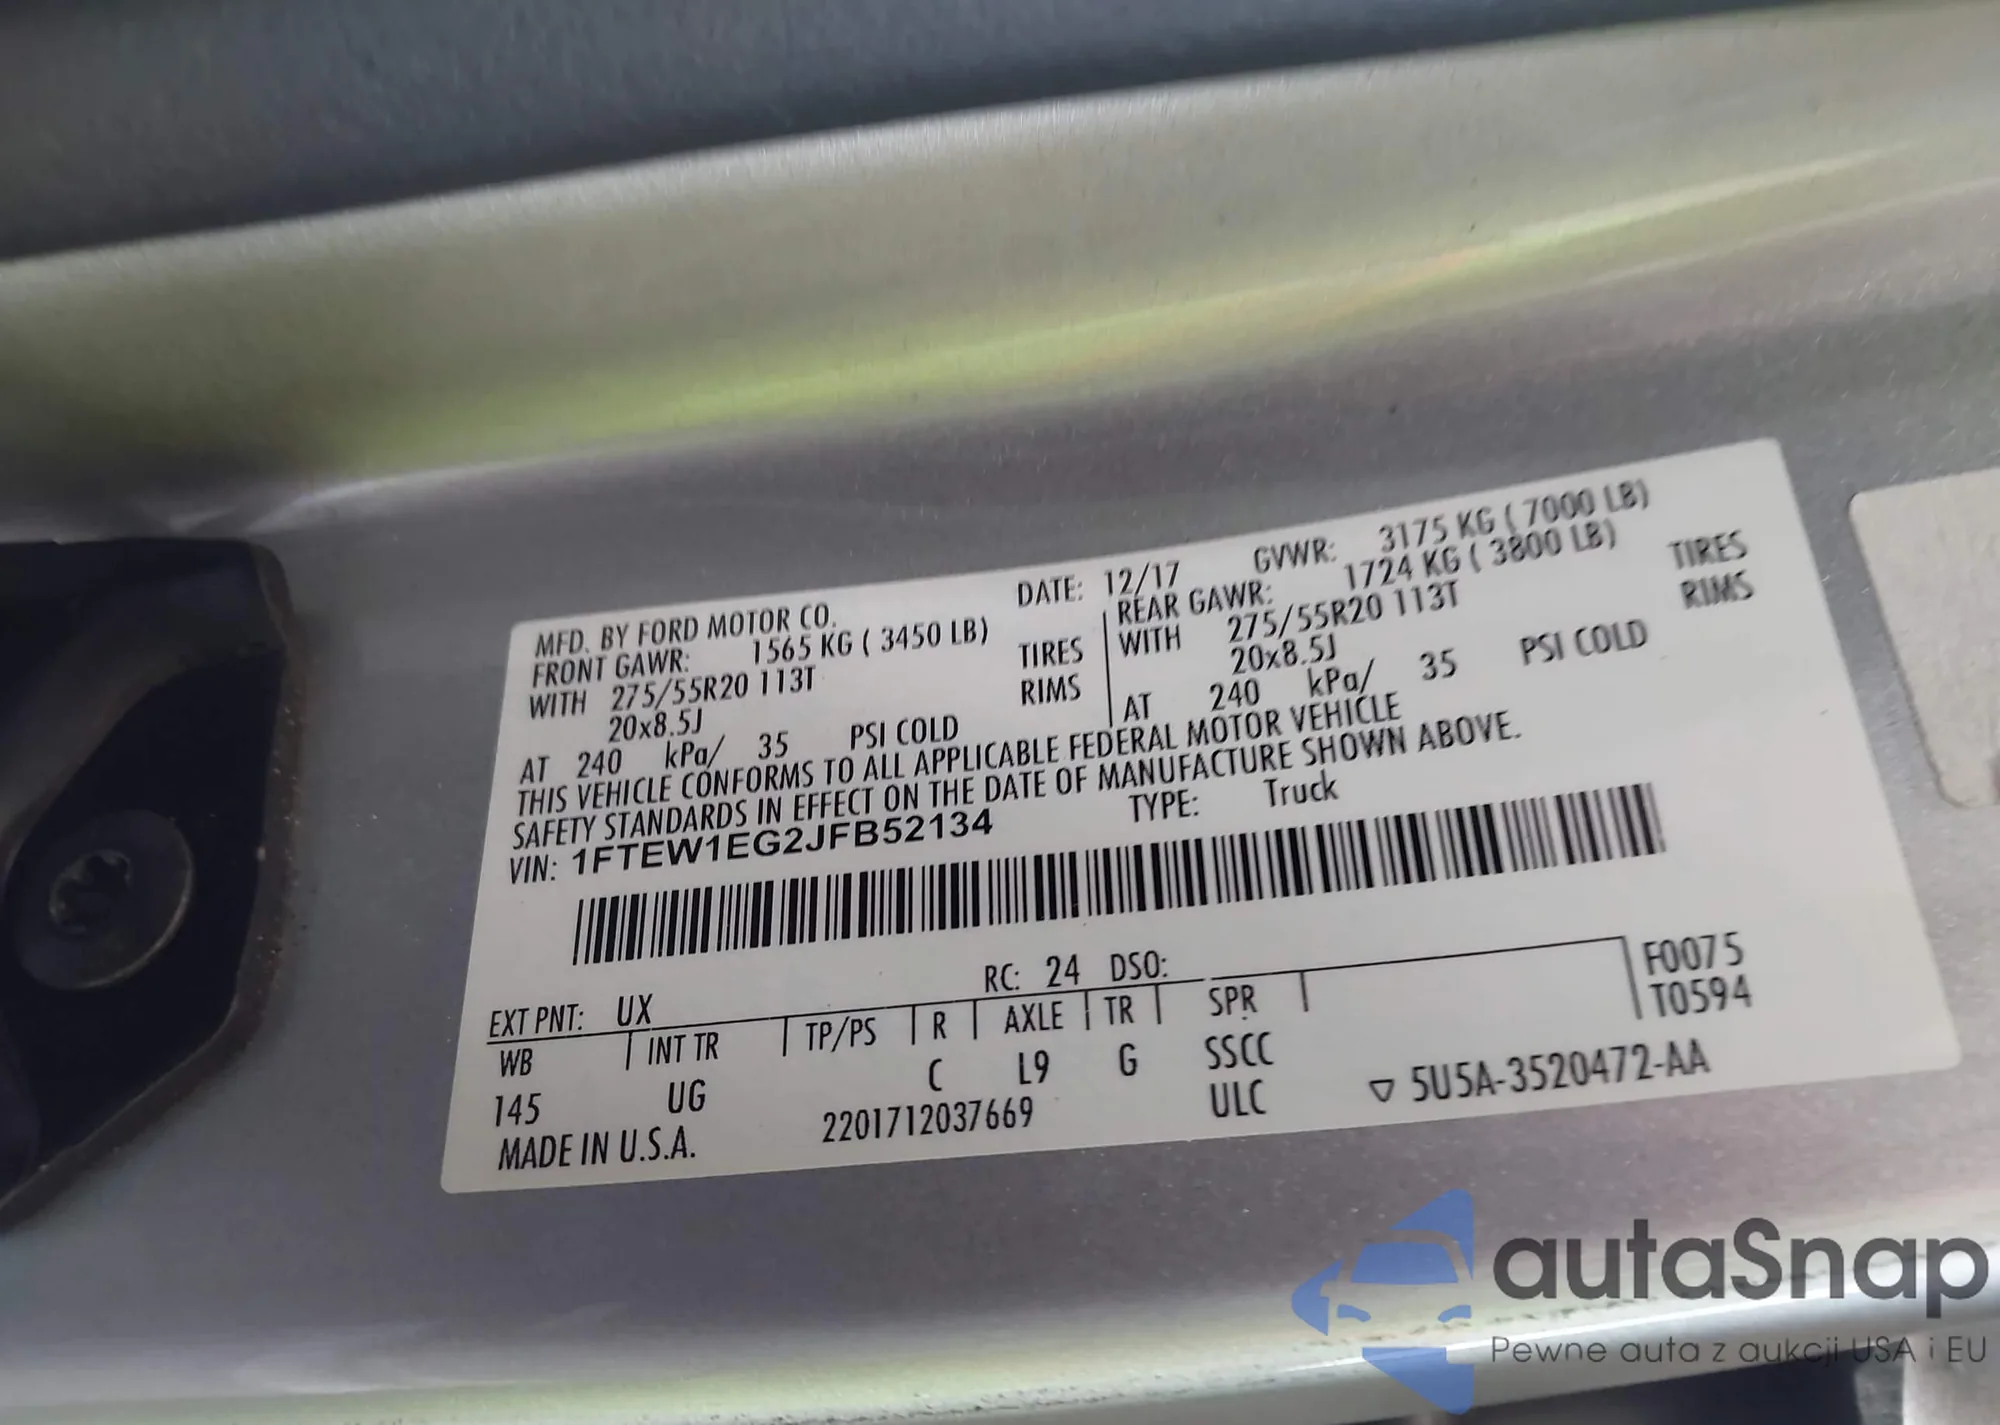 MFD. BY FORD MOTOR CO. DATE: 12/17 GVWR: 3175 KG ( 7000 LB)
FRONT GAWR: 1565 KG ( 3450 LB) REAR GAWR: 1724 KG ( 3800 LB)
WITH 275/55R20 113T TIRES WITH 275/55R20 113T TIRES
20x8.5J RIMS 20x8.5J RIMS
AT 240 kPa/ 35 PSI COLD AT 240 kPa/ 35 PSI COLD
THIS VEHICLE CONFORMS TO ALL APPLICABLE FEDERAL MOTOR VEHICLE
SAFETY STANDARDS IN EFFECT ON THE DATE OF MANUFACTURE SHOWN ABOVE.
VIN: 1FTEW1EG2JFB52134 TYPE: Truck
EXT PNT: UX RC: 24 DSO: F0075
WB INT TR TP/PS R AXLE TR SPR T0594
145 UG C L9 G SSCC
MADE IN U.S.A. 2201712037669 ULC ▽ 5U5A-3520472-AA
autaSnap
Pewne auta z aukcji USA i EU